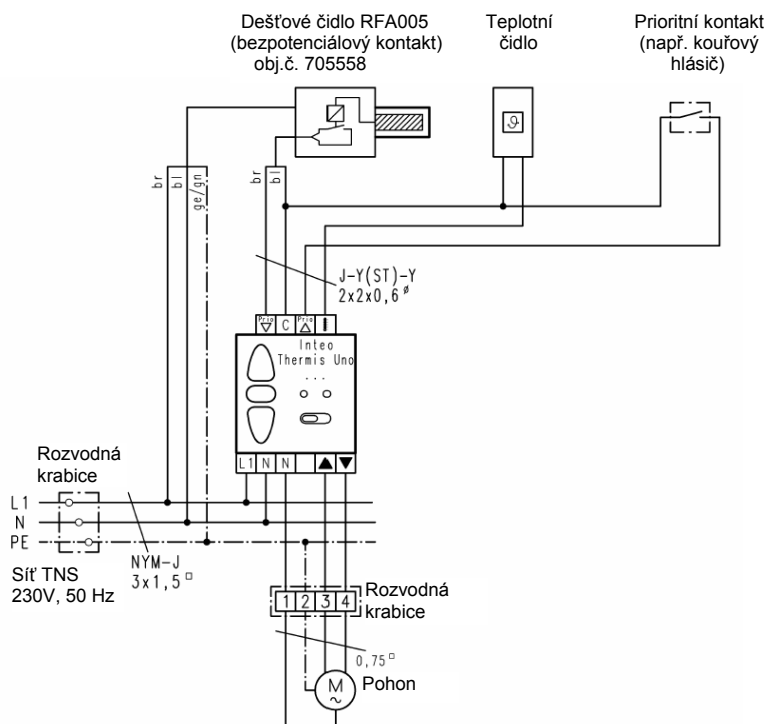 Dešťové čidlo RFA005
(bezpotenciálový kontakt)
obj.č. 705558
Teplotní
čidlo
Prioritní kontakt
(např. kouřový
hlásič)
ϑ
br
bl
ge/gn
br
bl
J-Y(ST)-Y
2x2x0,6 ø
Prio
▽
C
Prio
△
I
Inteo
Thermis Uno
...
L1 N N ▲ ▼
Rozvodná
krabice
L1
N
PE
NYM-J
3x1,5 □
Síť TNS
230V, 50 Hz
1 2 3 4
Rozvodná
krabice
0,75 □
M
~
Pohon